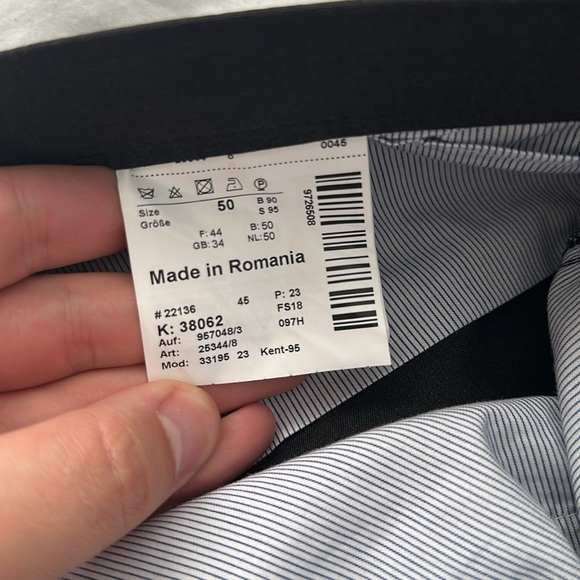 0045
Size
Größe
50
B 90
S 95
F: 44 B: 50
GB: 34 NL: 50
9726508
Made in Romania
# 22136 45 P: 23
K: 38062 FS18
Auf: 957048/3 097H
Art: 25344/8
Mod: 33195 23 Kent-95